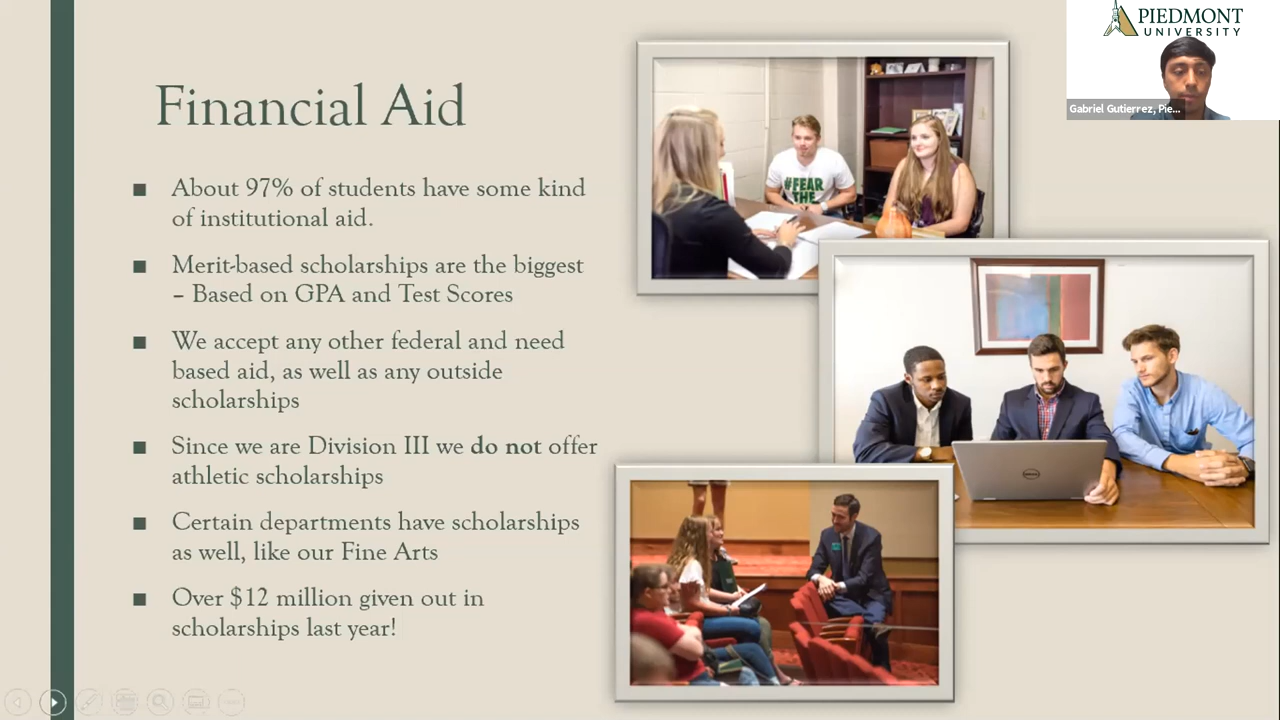 PIEDMONT
UNIVERSITY
Gabriel Gutierrez, Pie...
Financial Aid
■ About 97% of students have some kind
of institutional aid.
■ Merit-based scholarships are the biggest
– Based on GPA and Test Scores
■ We accept any other federal and need
based aid, as well as any outside
scholarships
■ Since we are Division III we do not offer
athletic scholarships
■ Certain departments have scholarships
as well, like our Fine Arts
■ Over $12 million given out in
scholarships last year!
#FEAR
THE
DELL